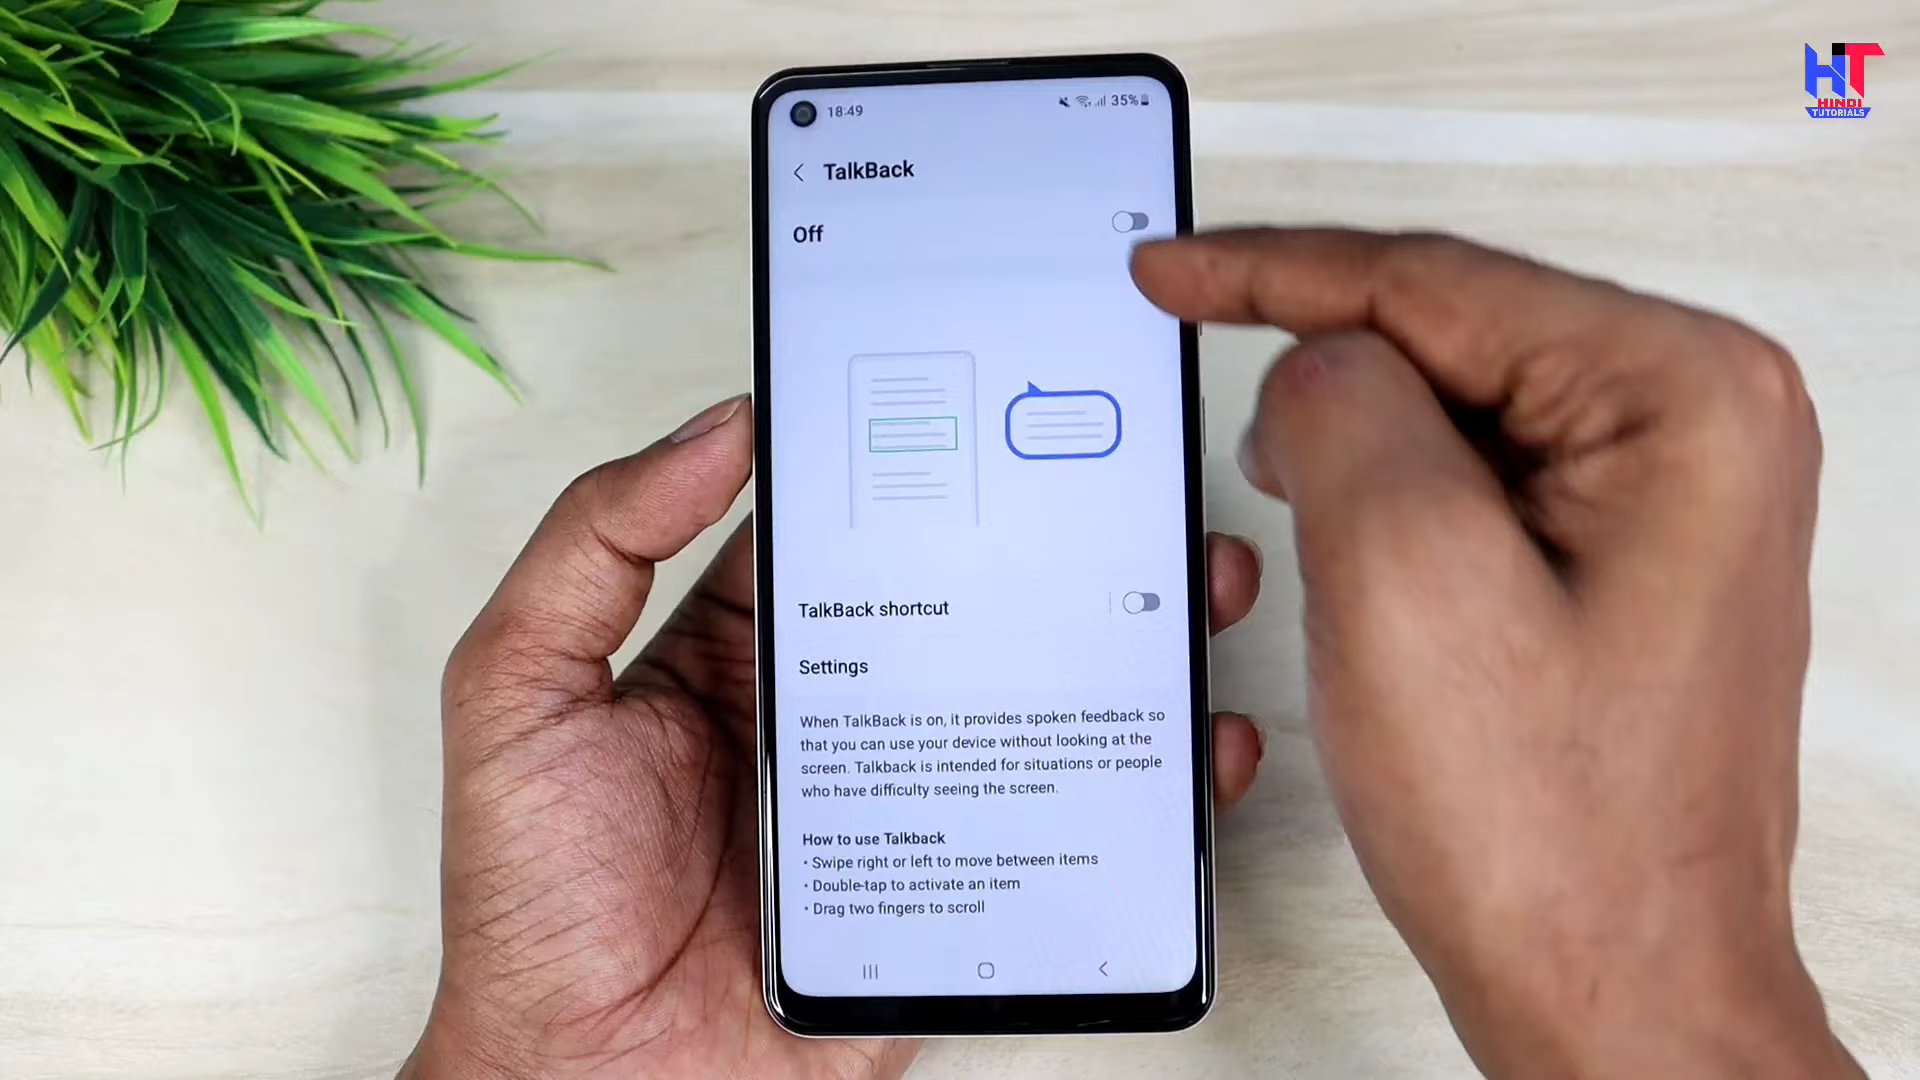 18:49
35%
HT
HINDI
TUTORIALS
TalkBack
Off
TalkBack shortcut
Settings
When TalkBack is on, it provides spoken feedback so
that you can use your device without looking at the
screen. Talkback is intended for situations or people
who have difficulty seeing the screen.
How to use Talkback
• Swipe right or left to move between items
• Double-tap to activate an item
• Drag two fingers to scroll